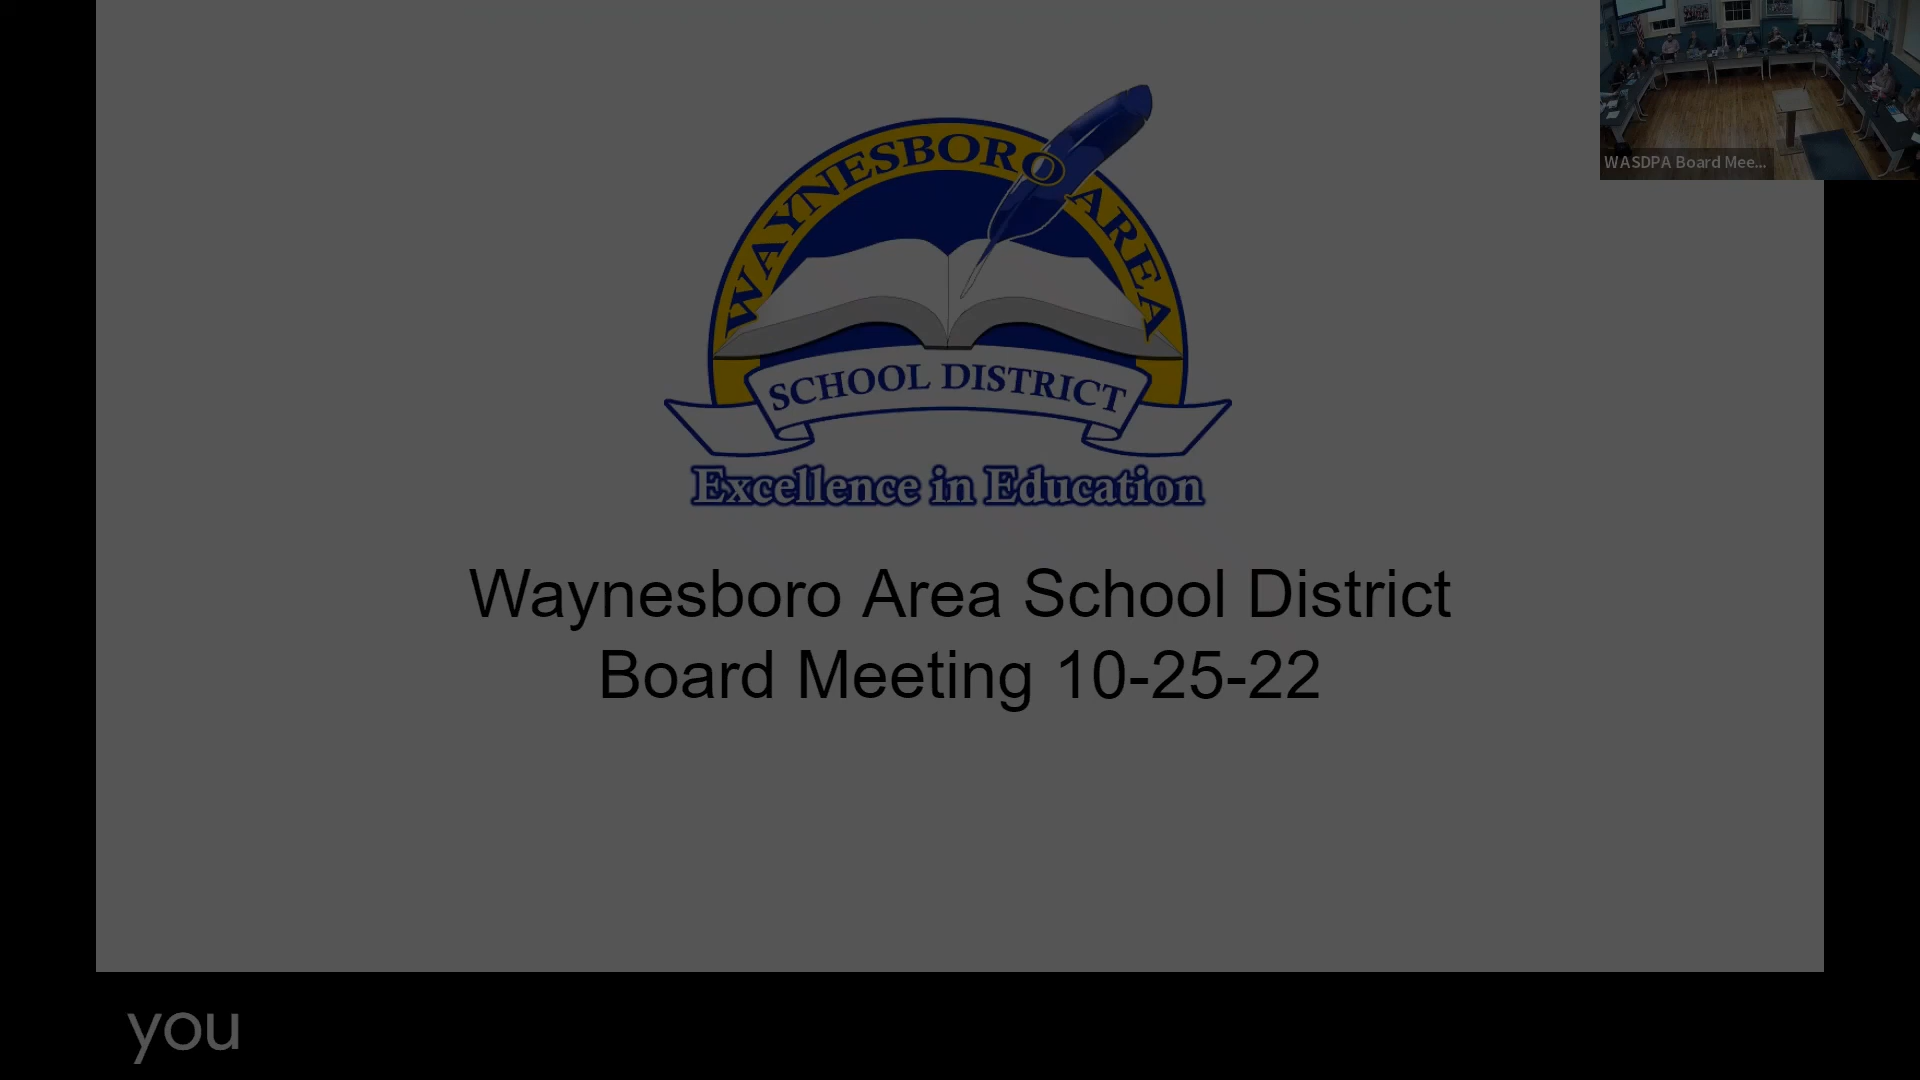 WAYNESBORO AREA
SCHOOL DISTRICT
Excellence in Education
Waynesboro Area School District
Board Meeting 10-25-22
WASDPA Board Mee...
you